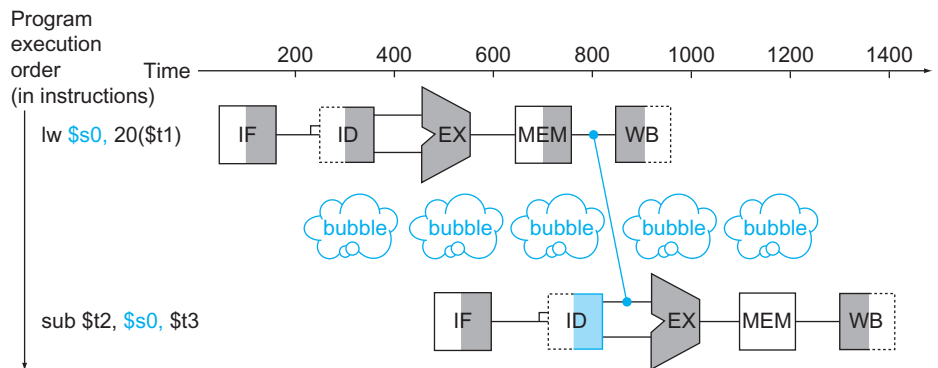 Program
execution
order
(in instructions)
Time
200 400 600 800 1000 1200 1400
lw $s0, 20($t1)
IF ID EX MEM WB
bubble bubble bubble bubble bubble
sub $t2, $s0, $t3
IF ID EX MEM WB